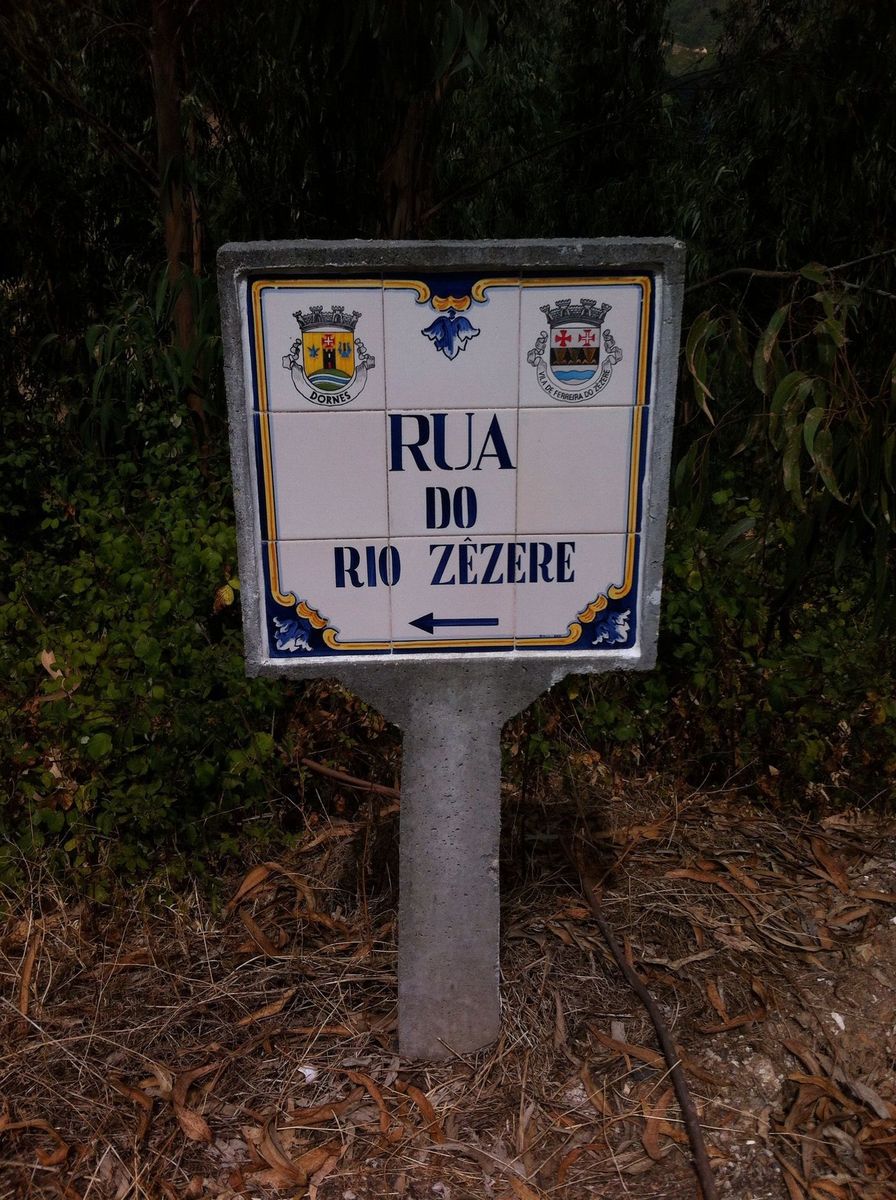 DORNES
VILA DE FERREIRA DO ZÊZERE
RUA
DO
RIO ZÊZERE